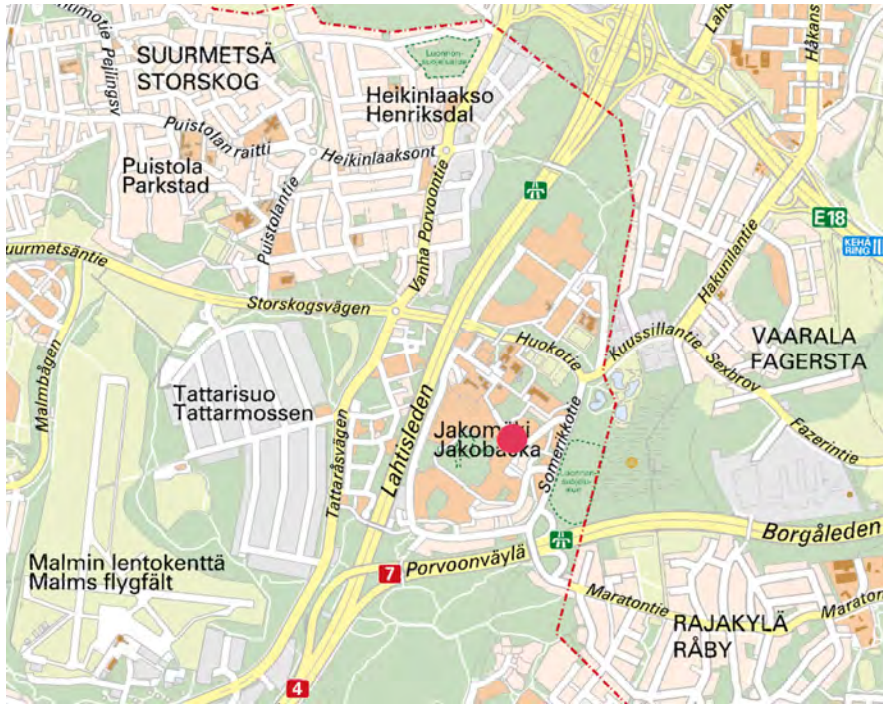 SUURMETSÄ
STORSKOG
Heikinlaakso
Henriksdal
Puistolan raitti
Heikinlaaksont
Puistola
Parkstad
Puistolantie
Vanha Porvoontie
Håkans
E18
KEHÄ
RING III
uurmetsäntie
Storskogsvägen
Hakunilantie
Huokotie
Kuussillantie
Sexbrov
VAARALA
FAGERSTA
Malmbågen
Tattarisuo
Tattarmossen
Tattaråsvägen
Lahtisleden
Jakomäki
Jakobacka
Somerikkotie
Fazerintie
Borgåleden
Malmin lentokenttä
Malms flygfält
7
Porvoonväylä
Maratontie
Maraton
RAJAKYLÄ
RÅBY
4